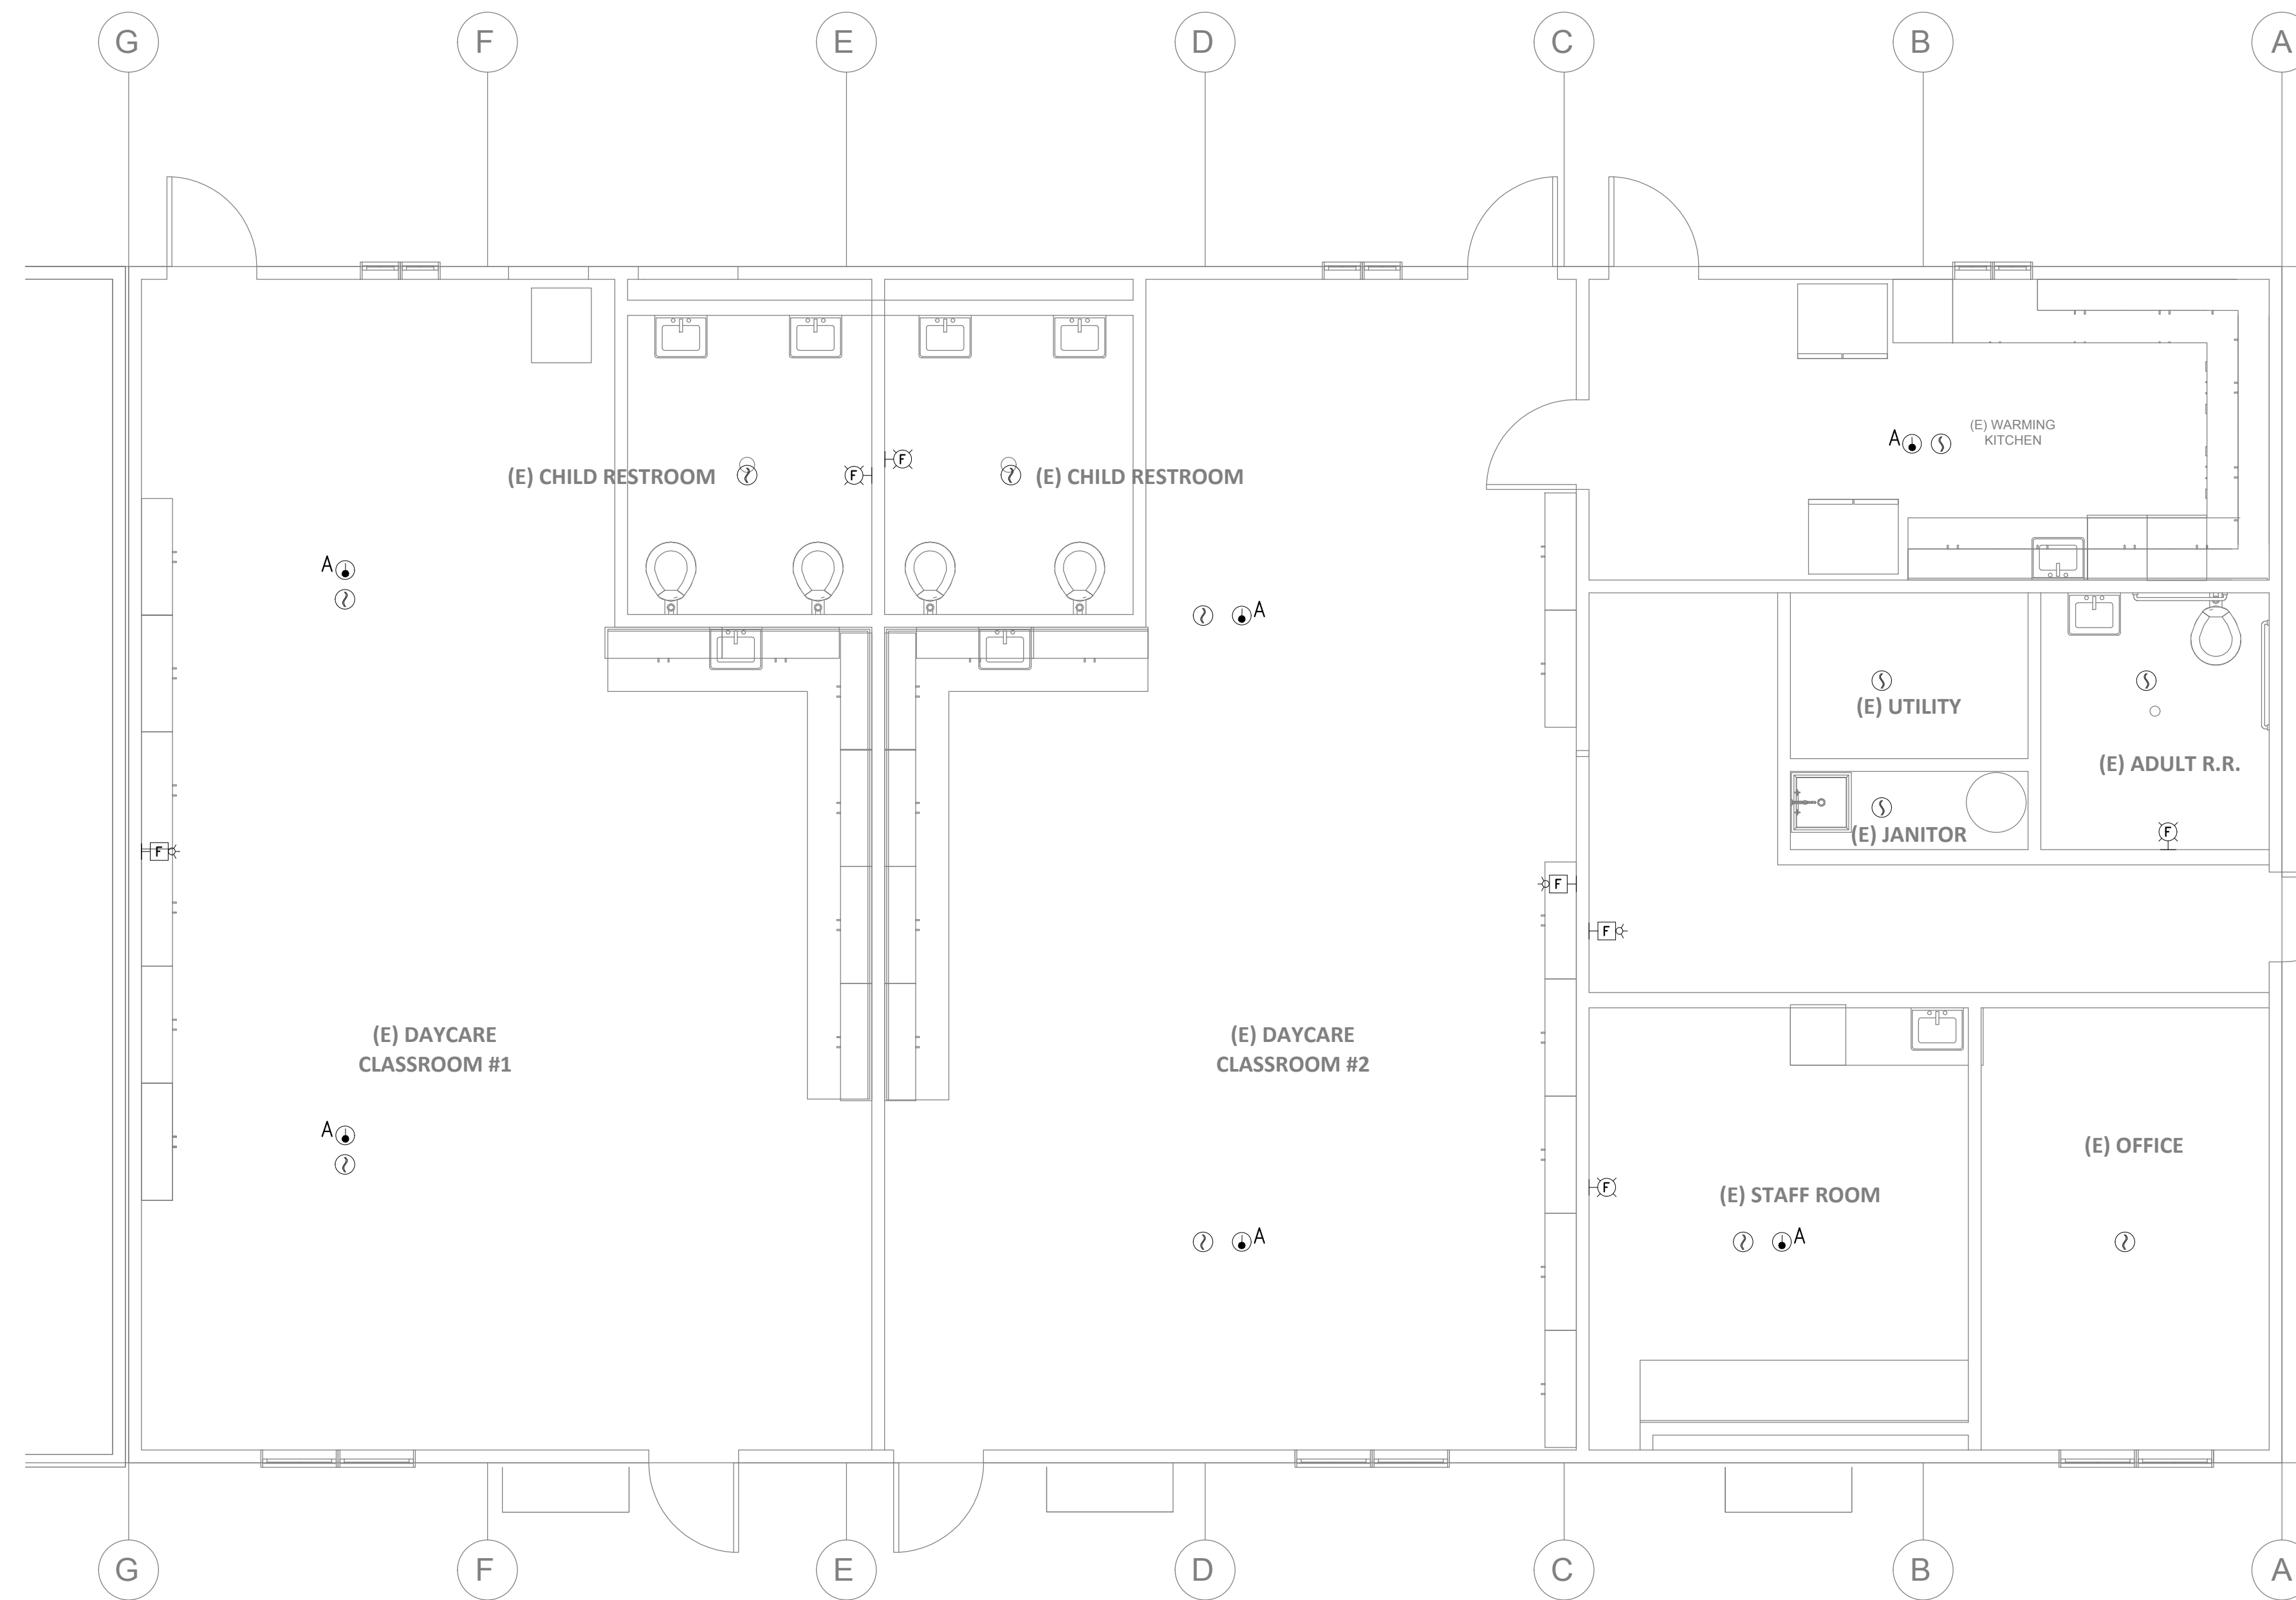 G F E D C B A
(E) WARMING
KITCHEN
A
(E) CHILD RESTROOM
F
F
(E) CHILD RESTROOM
A
A
(E) UTILITY
(E) ADULT R.R.
(E) JANITOR
F
F
F
F
(E) DAYCARE
CLASSROOM #1
(E) DAYCARE
CLASSROOM #2
A
(E) OFFICE
F
(E) STAFF ROOM
A
A
G F E D C B A